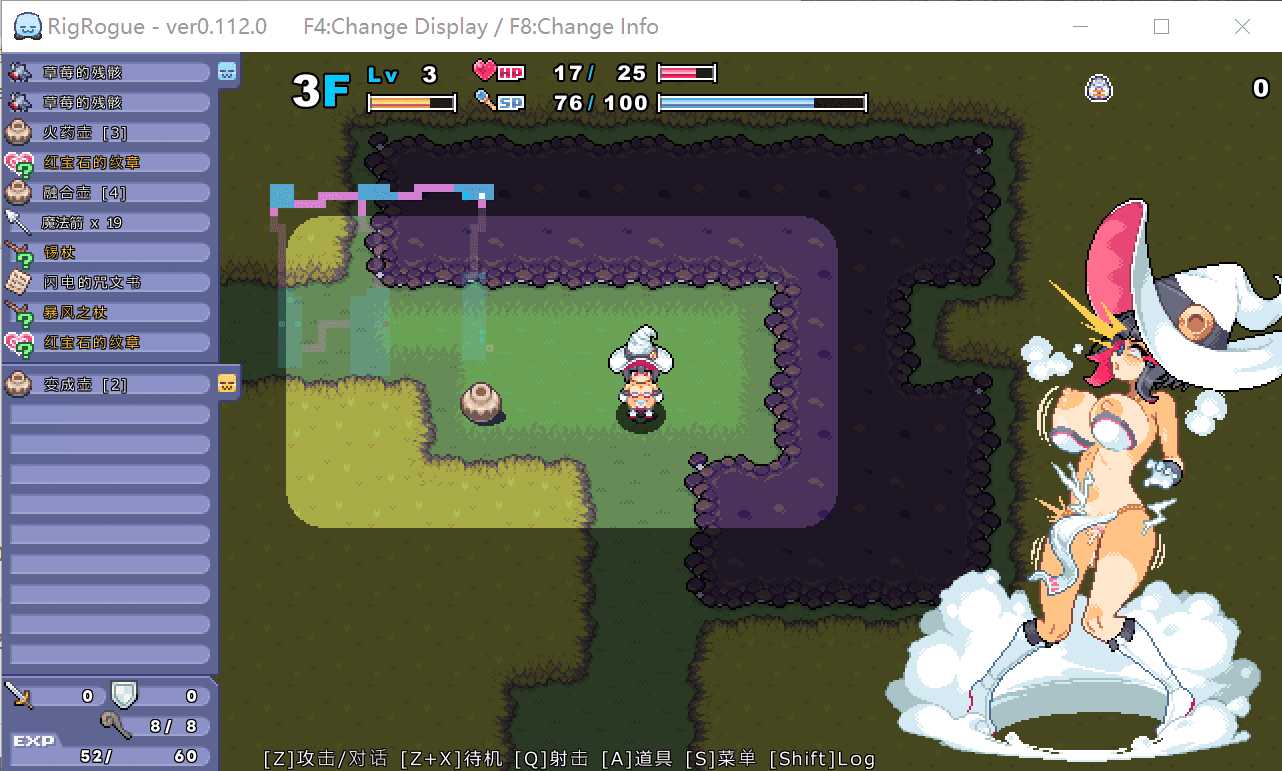 RigRogue - ver0.112.0 F4:Change Display / F8:Change Info
3F Lv 3 HP 17/ 25
SP 76/ 100
0
草莓的残骸
草莓的残骸
火药壶 [3]
红宝石的纹章
融合壶 [4]
魔法箭 x 19
锡杖
闪电的咒文书
暴风之杖
红宝石的纹章
变成壶 [2]
0 0
8/ 8
EXP
52/ 60
[Z]攻击/对话 [Z+X]待机 [Q]射击 [A]道具 [S]菜单 [Shift]Log